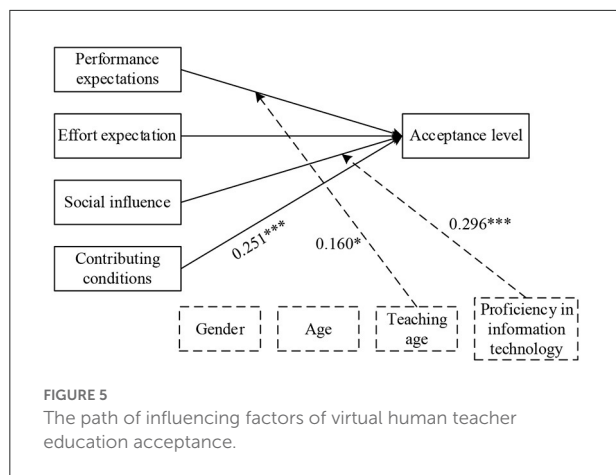 Performance
expectations
Effort expectation
Acceptance level
Social influence
0.251***
0.160*
0.296***
Contributing
conditions
Gender
Age
Teaching
age
Proficiency in
information
technology
FIGURE 5
The path of influencing factors of virtual human teacher
education acceptance.